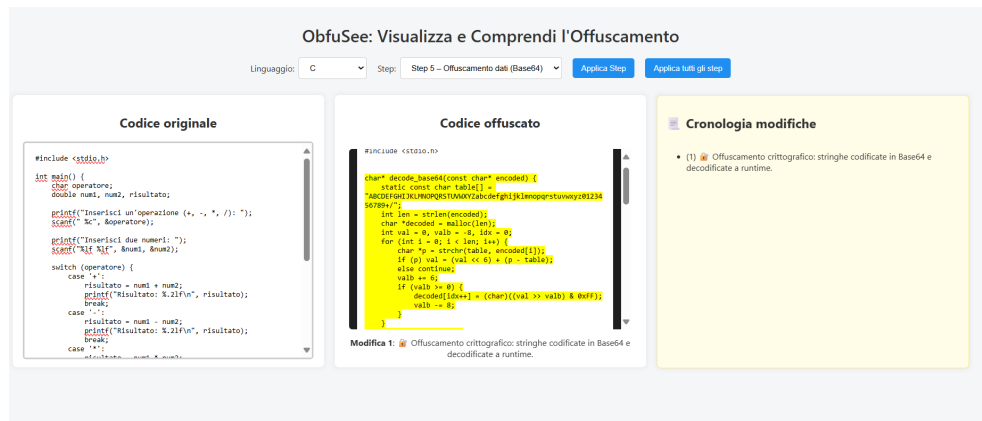 ObfuSee: Visualizza e Comprendi l'Offuscamento
Linguaggio: C Step: Step 5 – Offuscamento dati (Base64) Applica Step Applica tutti gli step
Codice originale
#include <stdio.h>
int main() {
char operatore;
double num1, num2, risultato;
printf("Inserisci un'operazione (+, -, *, /): ");
scanf(" %c", &operatore);
printf("Inserisci due numeri: ");
scanf("%lf %lf", &num1, &num2);
switch (operatore) {
case '+':
risultato = num1 + num2;
printf("Risultato: %.2lf\n", risultato);
break;
case '-':
risultato = num1 - num2;
printf("Risultato: %.2lf\n", risultato);
break;
case '*':
risultato = num1 * num2;
Codice offuscato
#include <stdio.h>
char* decode_base64(const char* encoded) {
static const char table[] =
"ABCDEFGHIJKLMNOPQRSTUVWXYZabcdefghijklmnopqrstuvwxyz01234
56789+/";
int len = strlen(encoded);
char *decoded = malloc(len);
int val = 0, valb = -8, idx = 0;
for (int i = 0; i < len; i++) {
char *p = strchr(table, encoded[i]);
if (p) val = (val << 6) + (p - table);
else continue;
valb += 6;
if (valb >= 0) {
decoded[idx++] = (char)((val >> valb) & 0xFF);
valb -= 8;
}
}
Modifica 1: 🔐 Offuscamento crittografico: stringhe codificate in Base64 e
decodificate a runtime.
Cronologia modifiche
• (1) 🔐 Offuscamento crittografico: stringhe codificate in Base64 e
decodificate a runtime.